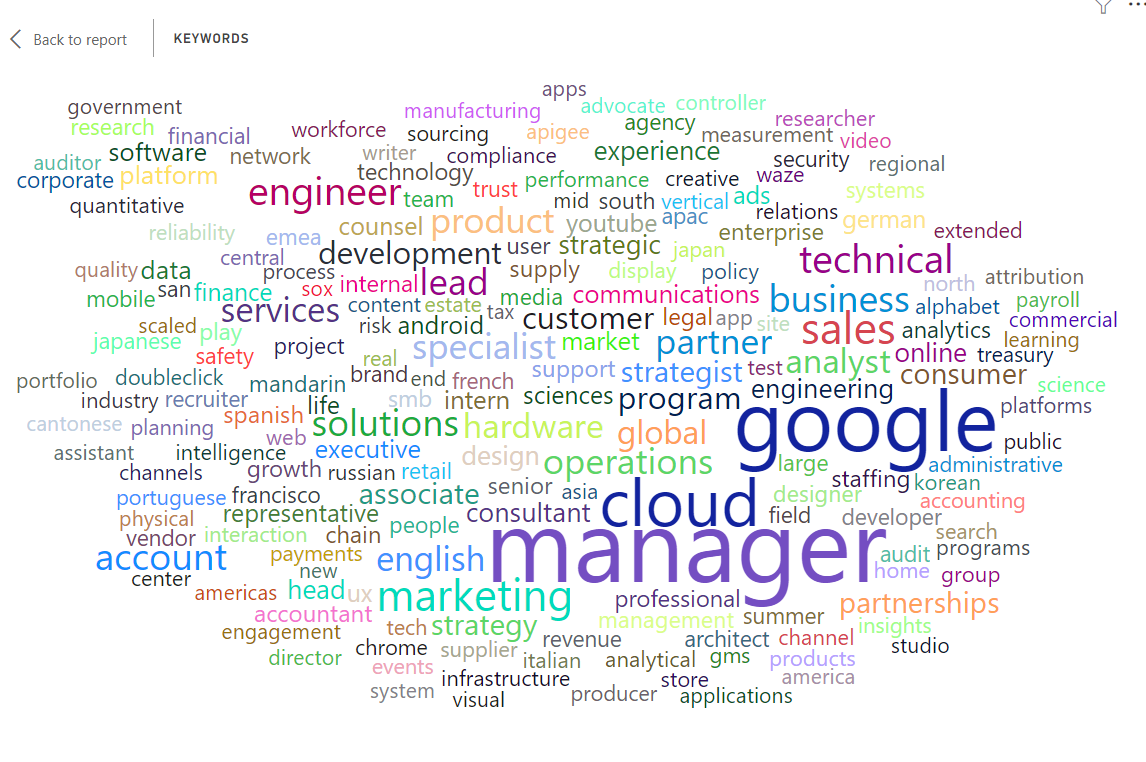 Back to report KEYWORDS
apps
government manufacturing advocate controller
research financial workforce sourcing apigee agency researcher
auditor software network writer compliance experience measurement video
corporate platform technology performance creative security waze regional
quantitative engineer team trust mid south vertical ads systems
reliability emea counsel product youtube apac relations german extended
central development user strategic japan enterprise technical
quality data process internal lead supply display policy north attribution
mobile san finance sox content estate media communications business alphabet payroll
scaled play services risk android tax customer legal app site sales analytics commercial
japanese safety project real specialist market partner analyst online treasury learning
portfolio doubleclick mandarin brand end french support strategist test engineering consumer science
industry recruiter life smb intern sciences program google platforms
cantonese planning spanish web solutions hardware global public
assistant intelligence executive design operations large administrative
channels growth russian retail senior asia cloud staffing korean
portuguese francisco associate consultant designer accounting
physical representative people field developer search
vendor interaction chain manager audit programs
account payments english home group
center new
americas head ux marketing professional partnerships
accountant management summer insights
engagement tech strategy revenue architect channel studio
director chrome supplier italian analytical gms products
events infrastructure store america
system visual producer applications